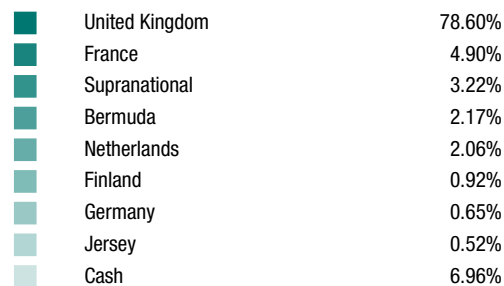 United Kingdom 78.60%
France 4.90%
Supranational 3.22%
Bermuda 2.17%
Netherlands 2.06%
Finland 0.92%
Germany 0.65%
Jersey 0.52%
Cash 6.96%